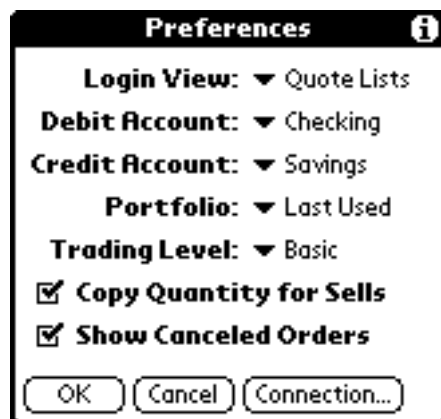 Preferences i
Login View: Quote Lists
Debit Account: Checking
Credit Account: Savings
Portfolio: Last Used
Trading Level: Basic
Copy Quantity for Sells
Show Canceled Orders
OK Cancel Connection...